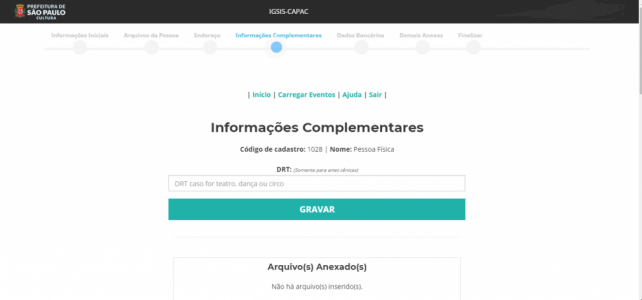 PREFEITURA DE
SÃO PAULO
CULTURA
IGSIS-CAPAC
Informações Iniciais
Arquivos da Pessoa
Endereço
Informações Complementares
Dados Bancários
Demais Anexos
Finalizar
| Início | Carregar Eventos | Ajuda | Sair |
Informações Complementares
Código de cadastro: 1028 | Nome: Pessoa Física
DRT: (Somente para artes cênicas)
DRT caso for teatro, dança ou circo
GRAVAR
Arquivo(s) Anexado(s)
Não há arquivo(s) inserido(s).